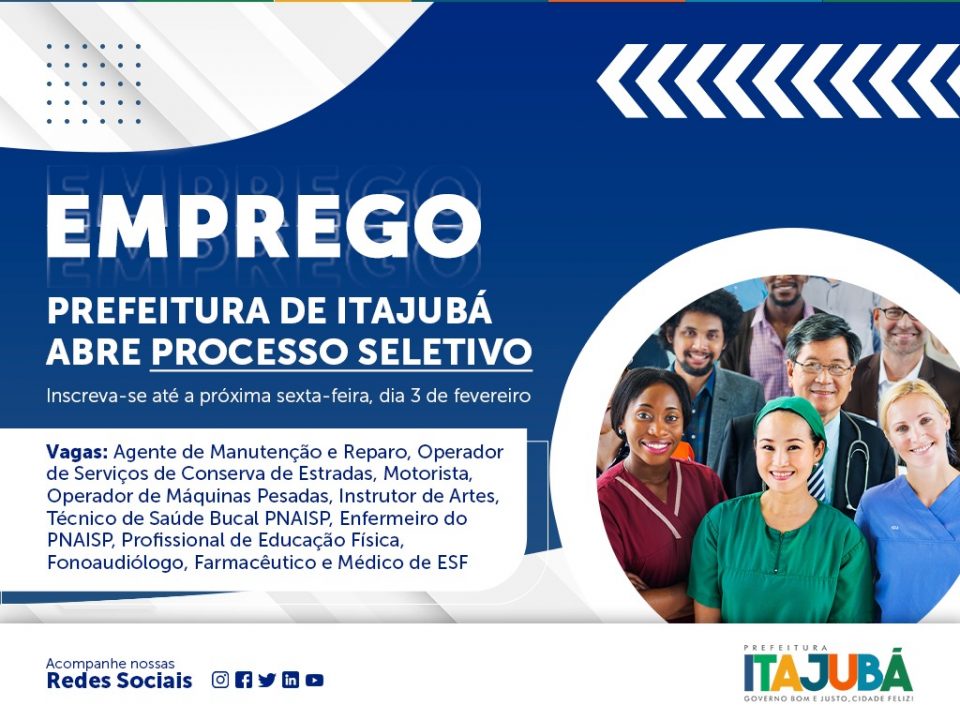 EMPREGO
PREFEITURA DE ITAJUBÁ
ABRE PROCESSO SELETIVO
Inscreva-se até a próxima sexta-feira, dia 3 de fevereiro
Vagas: Agente de Manutenção e Reparo, Operador
de Serviços de Conserva de Estradas, Motorista,
Operador de Máquinas Pesadas, Instrutor de Artes,
Técnico de Saúde Bucal PNAISP, Enfermeiro do
PNAISP, Profissional de Educação Física,
Fonoaudiólogo, Farmacêutico e Médico de ESF
Acompanhe nossas
Redes Sociais
PREFEITURA
ITAJUBÁ
GOVERNO BOM E JUSTO, CIDADE FELIZ!